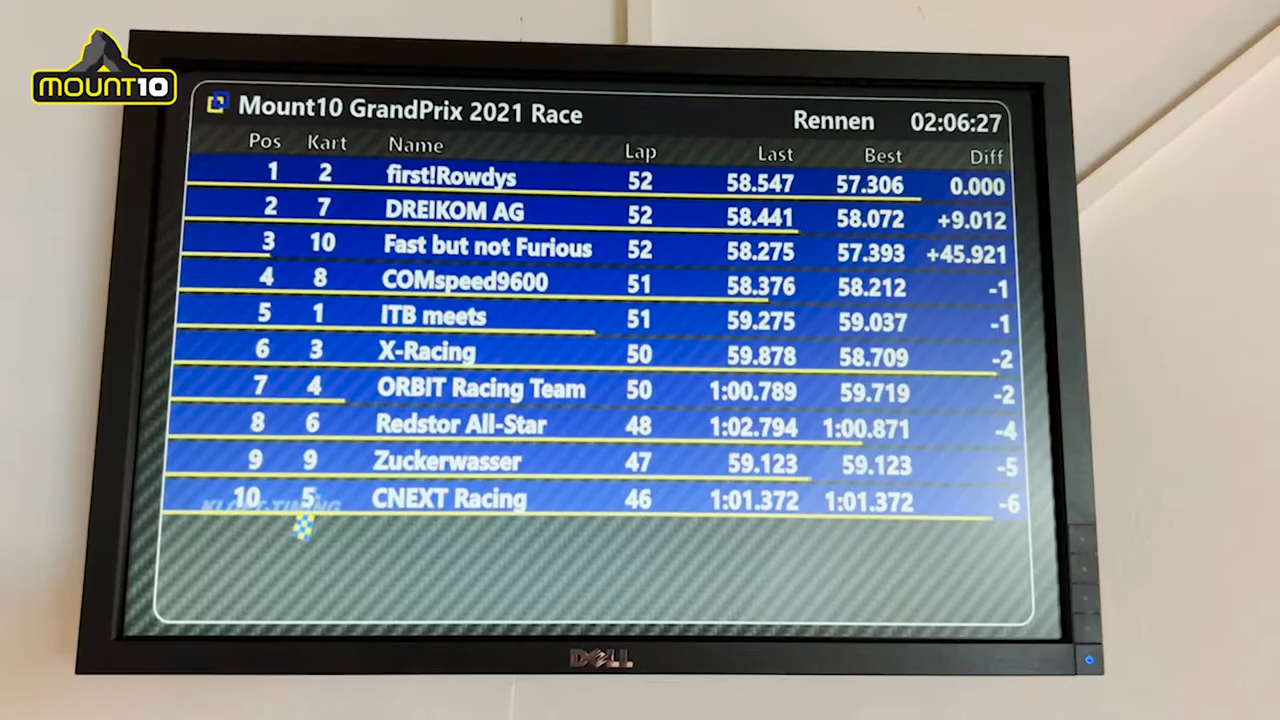 MOUNT10
Mount10 GrandPrix 2021 Race Rennen 02:06:27
Pos Kart Name Lap Last Best Diff
1 2 first!Rowdys 52 58.547 57.306 0.000
2 7 DREIKOM AG 52 58.441 58.072 +9.012
3 10 Fast but not Furious 52 58.275 57.393 +45.921
4 8 COMspeed9600 51 58.376 58.212 -1
5 1 ITB meets 51 59.275 59.037 -1
6 3 X-Racing 50 59.878 58.709 -2
7 4 ORBIT Racing Team 50 1:00.789 59.719 -2
8 6 Redstor All-Star 48 1:02.794 1:00.871 -4
9 9 Zuckerwasser 47 59.123 59.123 -5
10 5 CNEXT Racing 46 1:01.372 1:01.372 -6
DELL